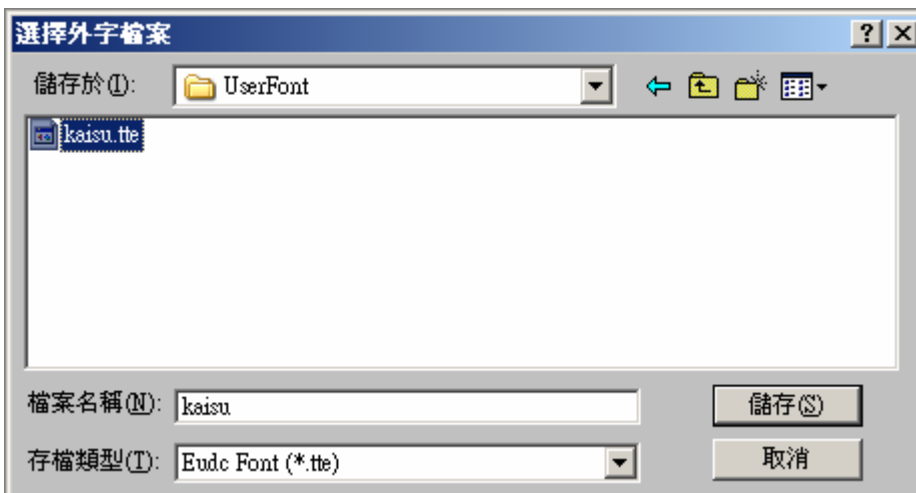 選擇外字檔案
儲存於(I): UserFont
kaisu.tte
檔案名稱(N): kaisu 儲存(S)
存檔類型(T): Eudc Font (*.tte) 取消